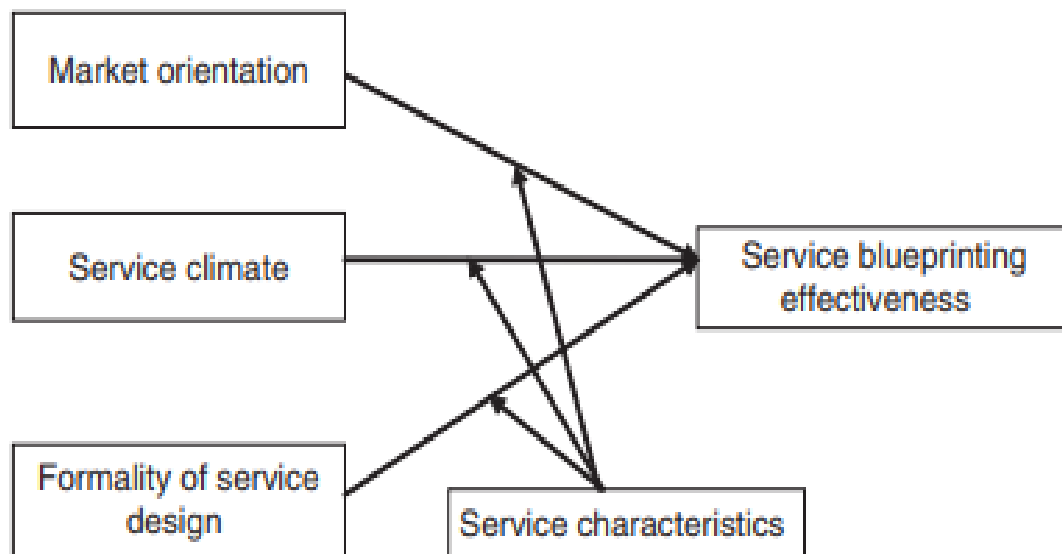 Market orientation
Service climate
Service blueprinting
effectiveness
Formality of service
design
Service characteristics